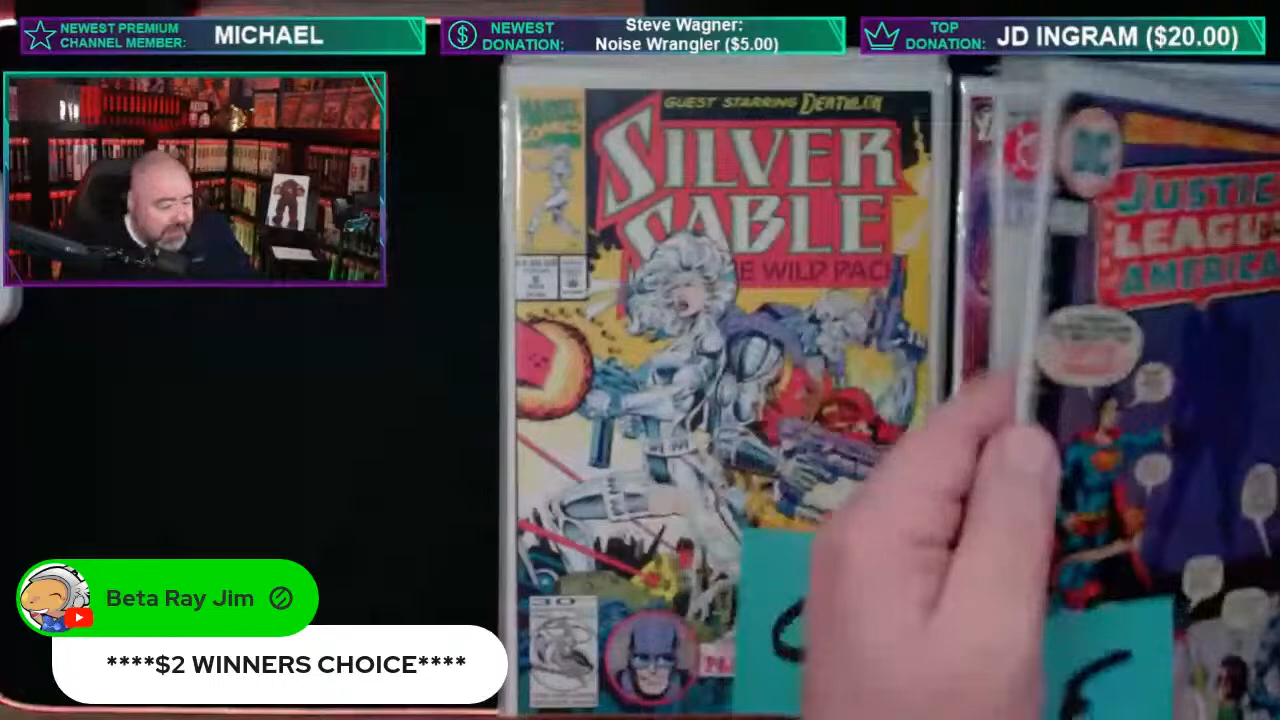 NEWEST PREMIUM
CHANNEL MEMBER:
MICHAEL
NEWEST
DONATION:
Steve Wagner:
Noise Wrangler ($5.00)
TOP
DONATION:
JD INGRAM ($20.00)
MARVEL
COMICS
GUEST STARRING DEATHLOK
SILVER
SABLE
THE WILD PACK
30
DC
JUSTICE
LEAGUE
AMERICA
Beta Ray Jim
****$2 WINNERS CHOICE****